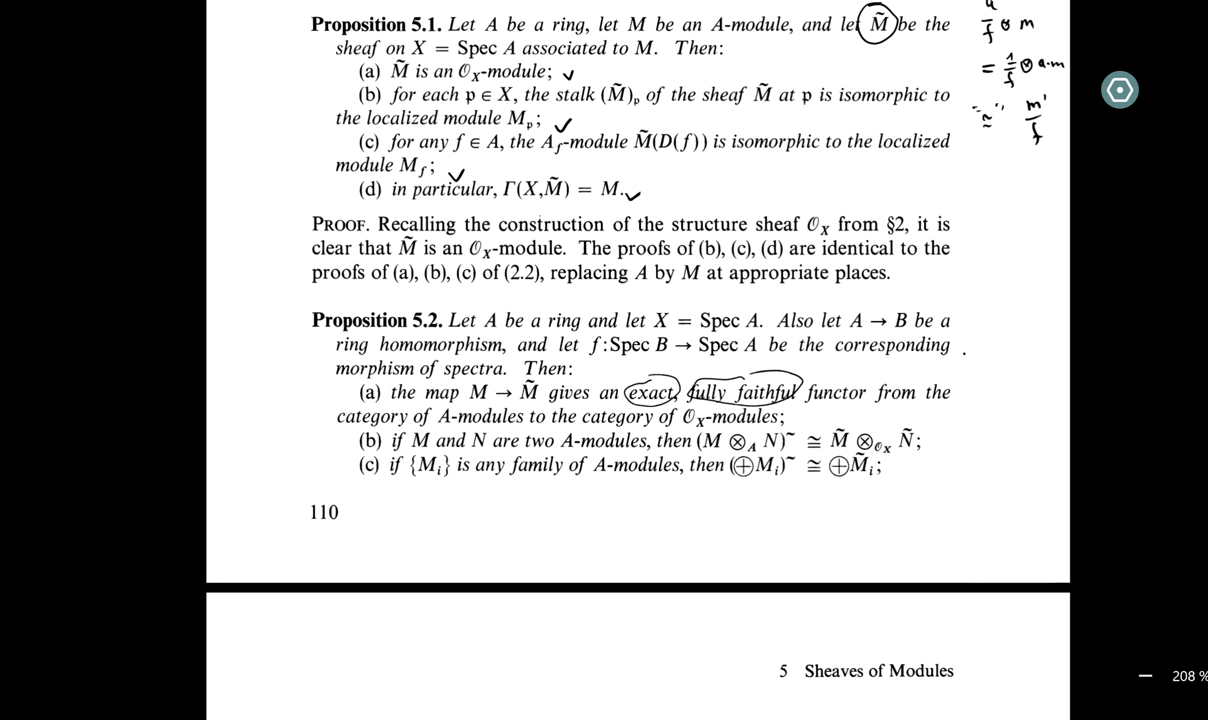 Proposition 5.1. Let A be a ring, let M be an A-module, and let M̃ be the
sheaf on X = Spec A associated to M. Then:
(a) M̃ is an 𝒪_X-module; ✓
(b) for each 𝔭 ∈ X, the stalk (M̃)_𝔭 of the sheaf M̃ at 𝔭 is isomorphic to
the localized module M_𝔭; ✓
(c) for any f ∈ A, the A_f-module M̃(D(f)) is isomorphic to the localized
module M_f; ✓
(d) in particular, Γ(X,M̃) = M. ✓
PROOF. Recalling the construction of the structure sheaf 𝒪_X from §2, it is
clear that M̃ is an 𝒪_X-module. The proofs of (b), (c), (d) are identical to the
proofs of (a), (b), (c) of (2.2), replacing A by M at appropriate places.
Proposition 5.2. Let A be a ring and let X = Spec A. Also let A → B be a
ring homomorphism, and let f:Spec B → Spec A be the corresponding
morphism of spectra. Then:
(a) the map M → M̃ gives an exact, fully faithful functor from the
category of A-modules to the category of 𝒪_X-modules;
(b) if M and N are two A-modules, then (M ⊗_A N)~ ≅ M̃ ⊗_𝒪_X Ñ;
(c) if {M_i} is any family of A-modules, then (⊕M_i)~ ≅ ⊕M̃_i;
110
5 Sheaves of Modules
a/f ⊗ m
= 1/f ⊗ a·m
"≅" m'/f
208 %